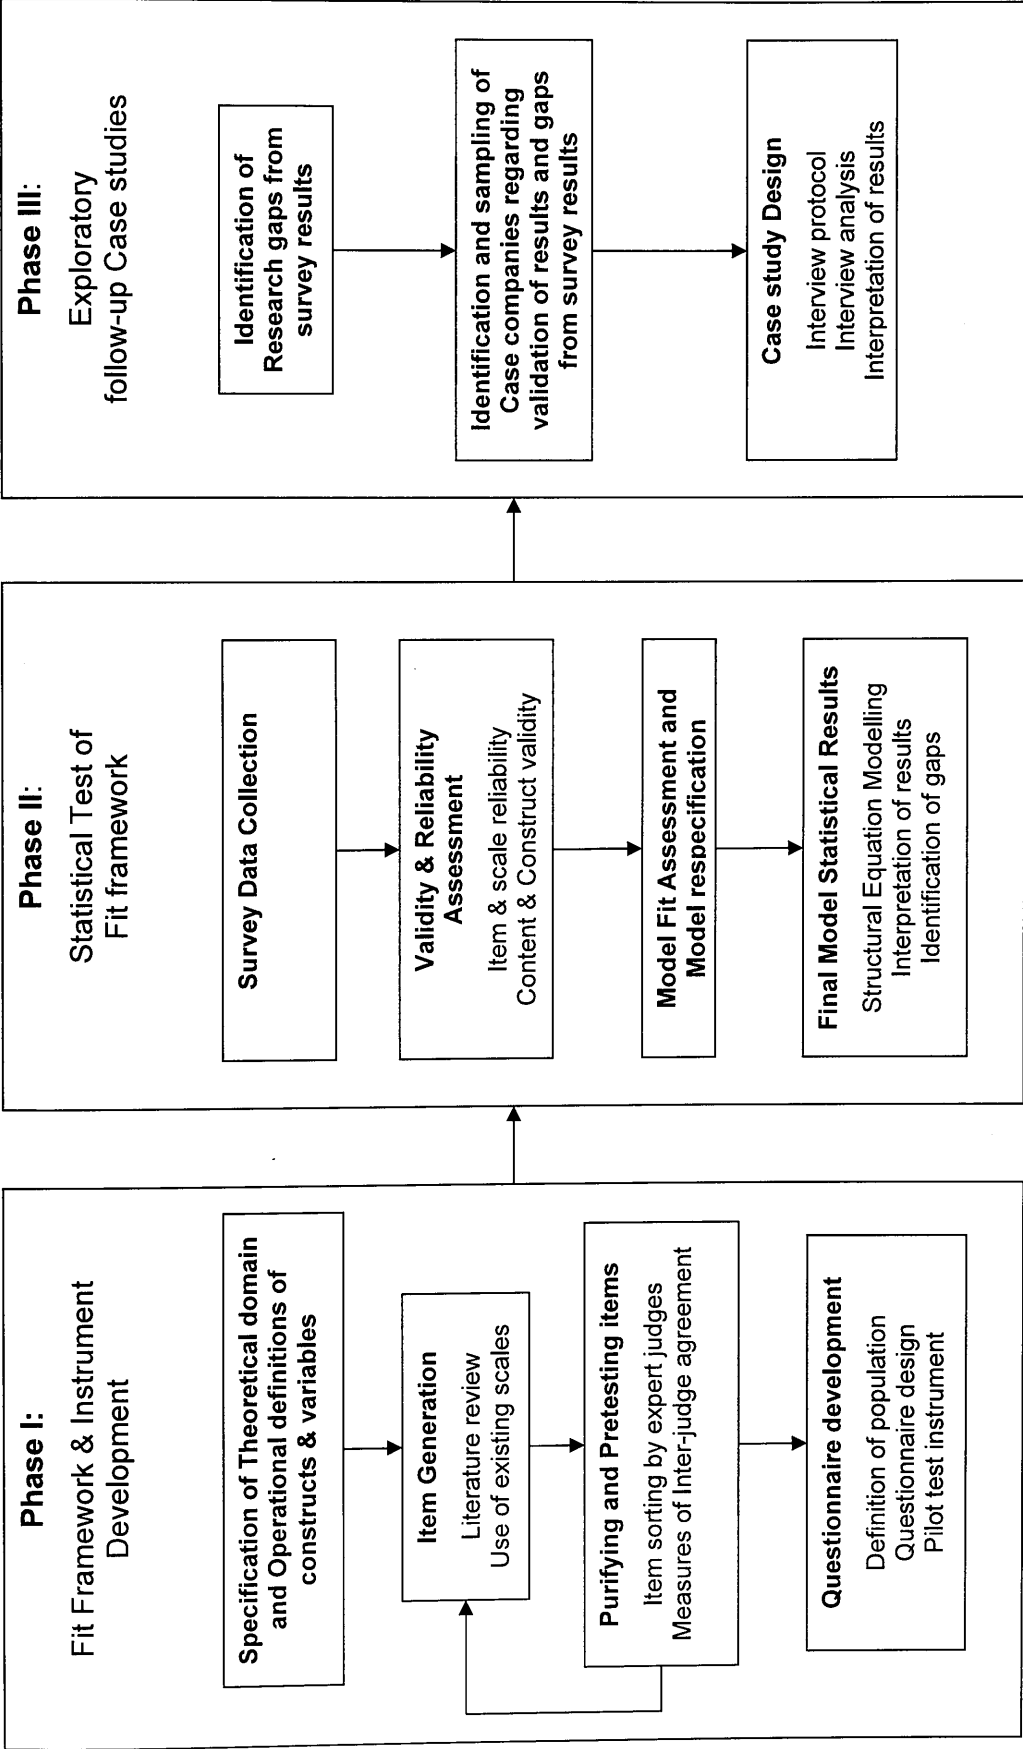 Phase I:
Fit Framework & Instrument
Development
Specification of Theoretical domain
and Operational definitions of
constructs & variables
Item Generation
Literature review
Use of existing scales
Purifying and Pretesting items
Item sorting by expert judges
Measures of Inter-judge agreement
Questionnaire development
Definition of population
Questionnaire design
Pilot test instrument
Phase II:
Statistical Test of
Fit framework
Survey Data Collection
Validity & Reliability
Assessment
Item & scale reliability
Content & Construct validity
Model Fit Assessment and
Model respecification
Final Model Statistical Results
Structural Equation Modelling
Interpretation of results
Identification of gaps
Phase III:
Exploratory
follow-up Case studies
Identification of
Research gaps from
survey results
Identification and sampling of
Case companies regarding
validation of results and gaps
from survey results
Case study Design
Interview protocol
Interview analysis
Interpretation of results